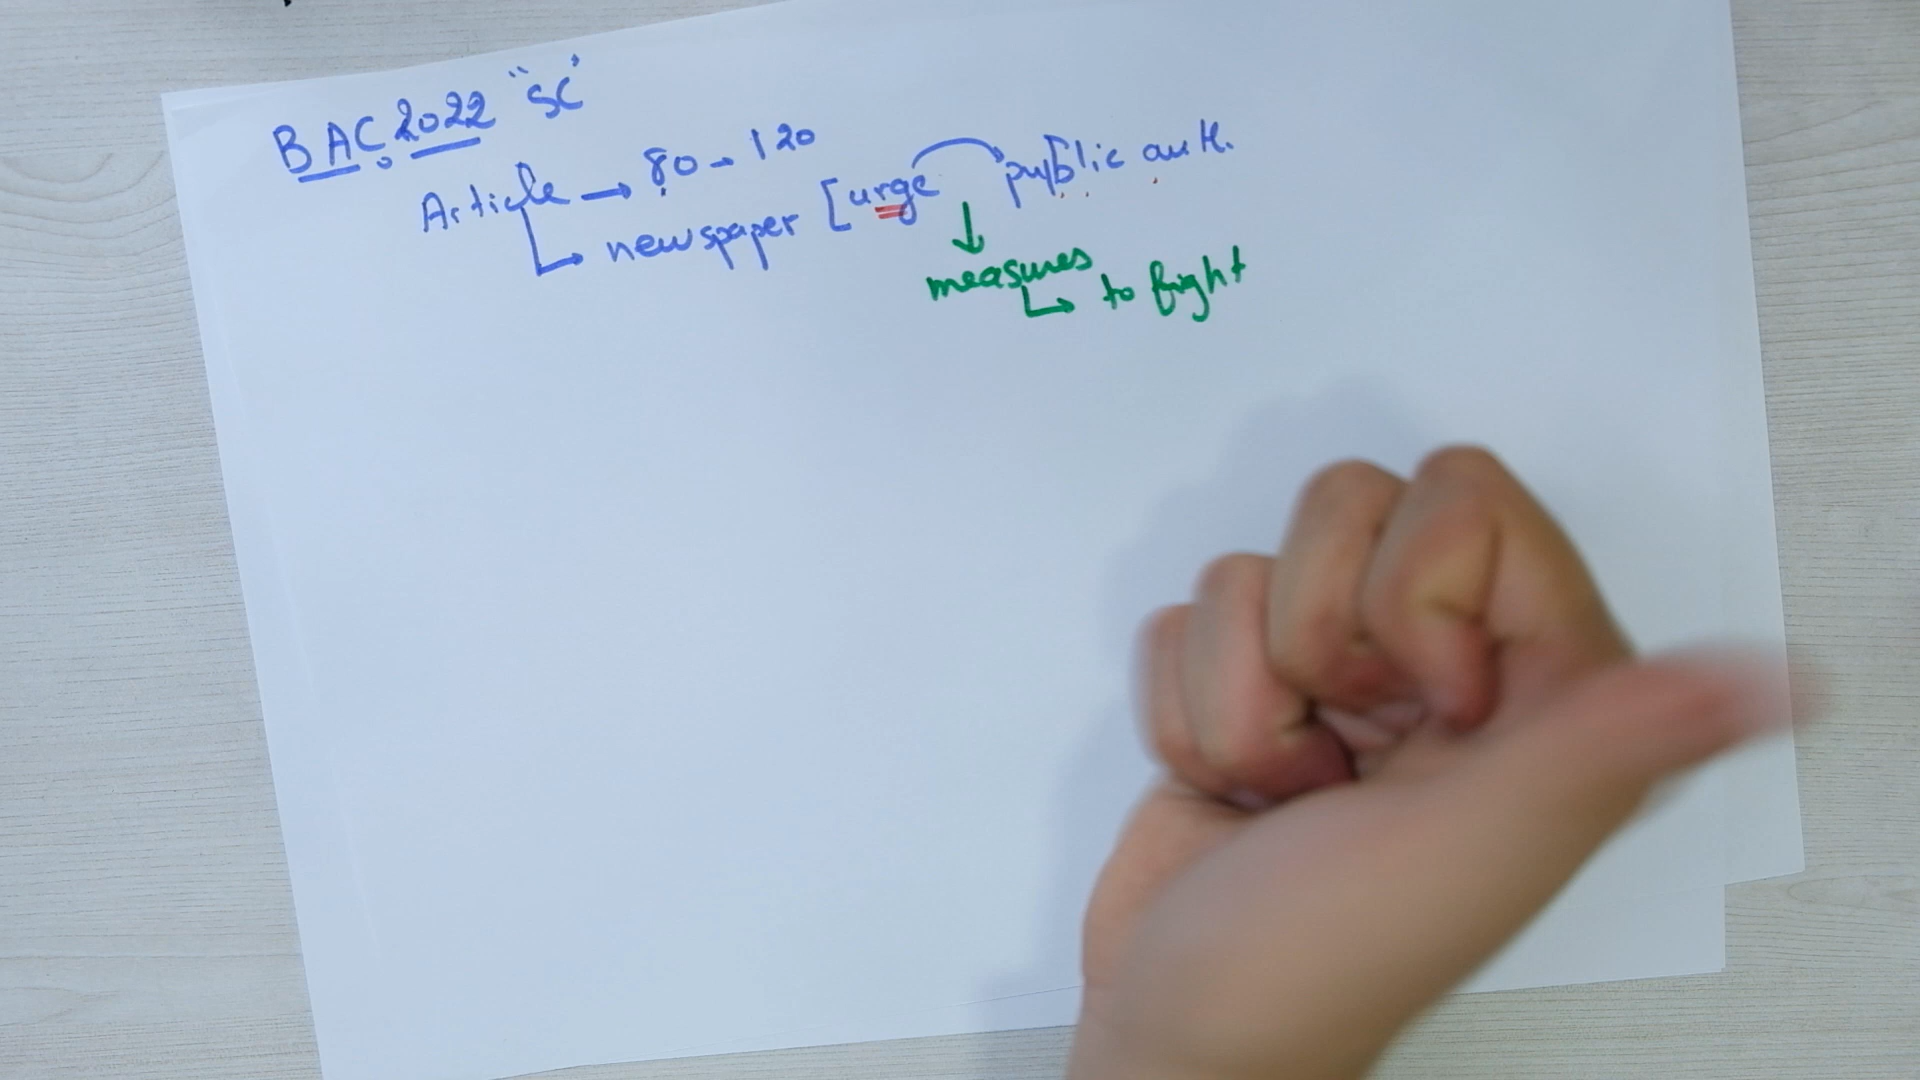 BAC 2022 "SC"
Article → 80 - 120
↳ newspaper [urge public auth.
↓
measures
↳ to fight